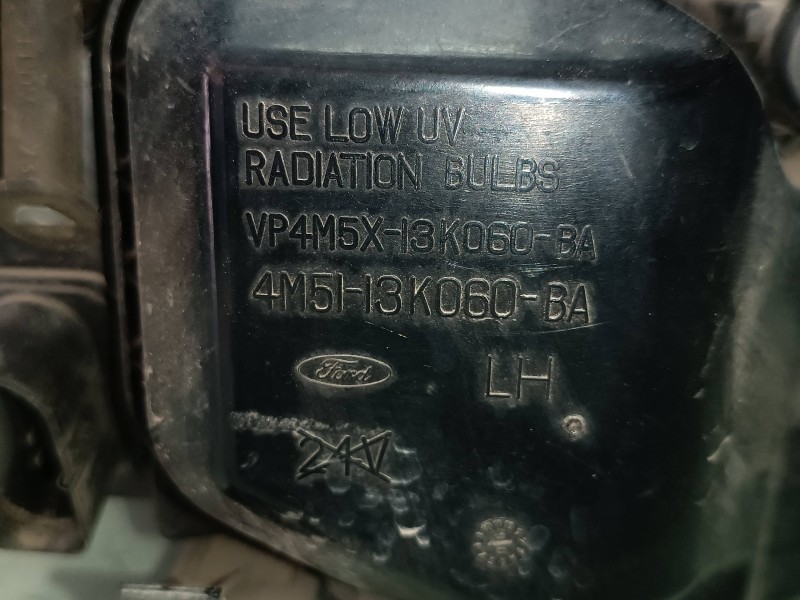 USE LOW UV
RADIATION BULBS
VP4M5X-13K060-BA
4M51-13K060-BA
Ford LH
24V